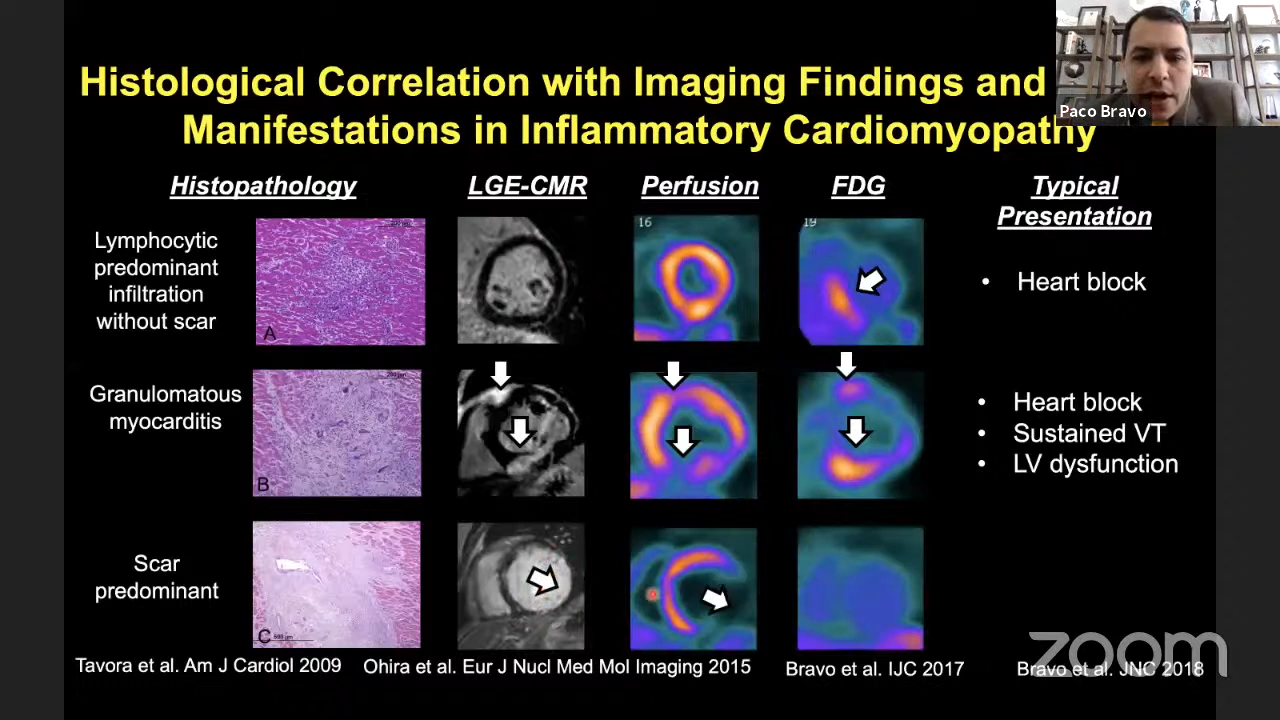 Histological Correlation with Imaging Findings and
Manifestations in Inflammatory Cardiomyopathy
Paco Bravo
Histopathology
LGE-CMR
Perfusion
FDG
Typical
Presentation
Lymphocytic
predominant
infiltration
without scar
A
16
19
• Heart block
Granulomatous
myocarditis
B
• Heart block
• Sustained VT
• LV dysfunction
Scar
predominant
C
Tavora et al. Am J Cardiol 2009
Ohira et al. Eur J Nucl Med Mol Imaging 2015
Bravo et al. IJC 2017
Bravo et al. JNC 2018
zoom